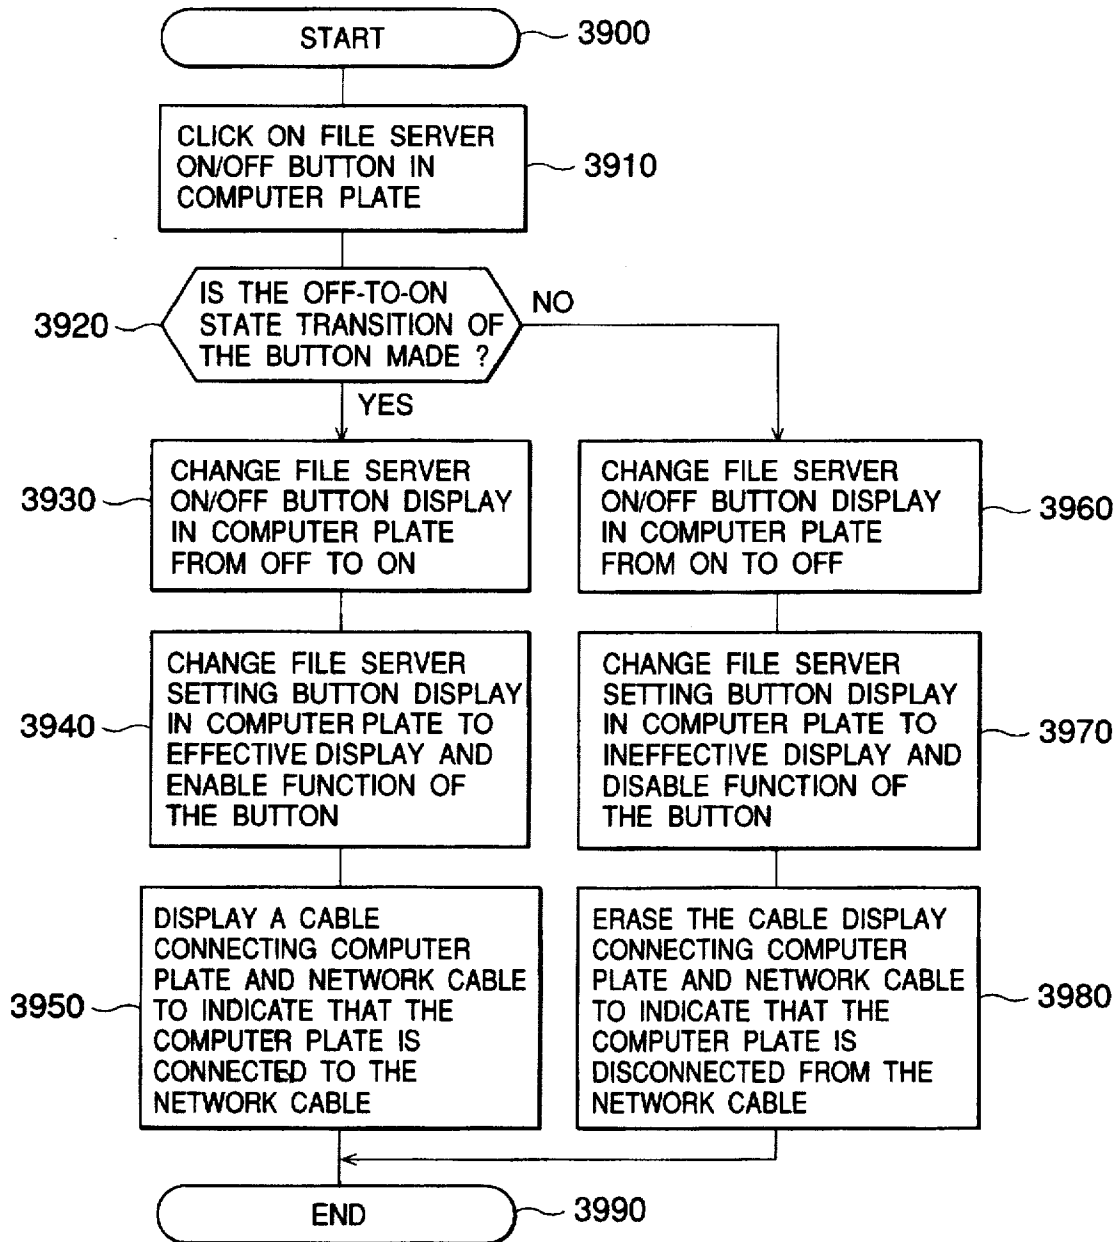 START
3900
CLICK ON FILE SERVER
ON/OFF BUTTON IN
COMPUTER PLATE
3910
IS THE OFF-TO-ON
STATE TRANSITION OF
THE BUTTON MADE ?
3920
NO
YES
CHANGE FILE SERVER
ON/OFF BUTTON DISPLAY
IN COMPUTER PLATE
FROM OFF TO ON
3930
CHANGE FILE SERVER
SETTING BUTTON DISPLAY
IN COMPUTER PLATE TO
EFFECTIVE DISPLAY AND
ENABLE FUNCTION OF
THE BUTTON
3940
DISPLAY A CABLE
CONNECTING COMPUTER
PLATE AND NETWORK CABLE
TO INDICATE THAT THE
COMPUTER PLATE IS
CONNECTED TO THE
NETWORK CABLE
3950
CHANGE FILE SERVER
ON/OFF BUTTON DISPLAY
IN COMPUTER PLATE
FROM ON TO OFF
3960
CHANGE FILE SERVER
SETTING BUTTON DISPLAY
IN COMPUTER PLATE TO
INEFFECTIVE DISPLAY AND
DISABLE FUNCTION OF
THE BUTTON
3970
ERASE THE CABLE DISPLAY
CONNECTING COMPUTER
PLATE AND NETWORK CABLE
TO INDICATE THAT THE
COMPUTER PLATE IS
DISCONNECTED FROM THE
NETWORK CABLE
3980
END
3990